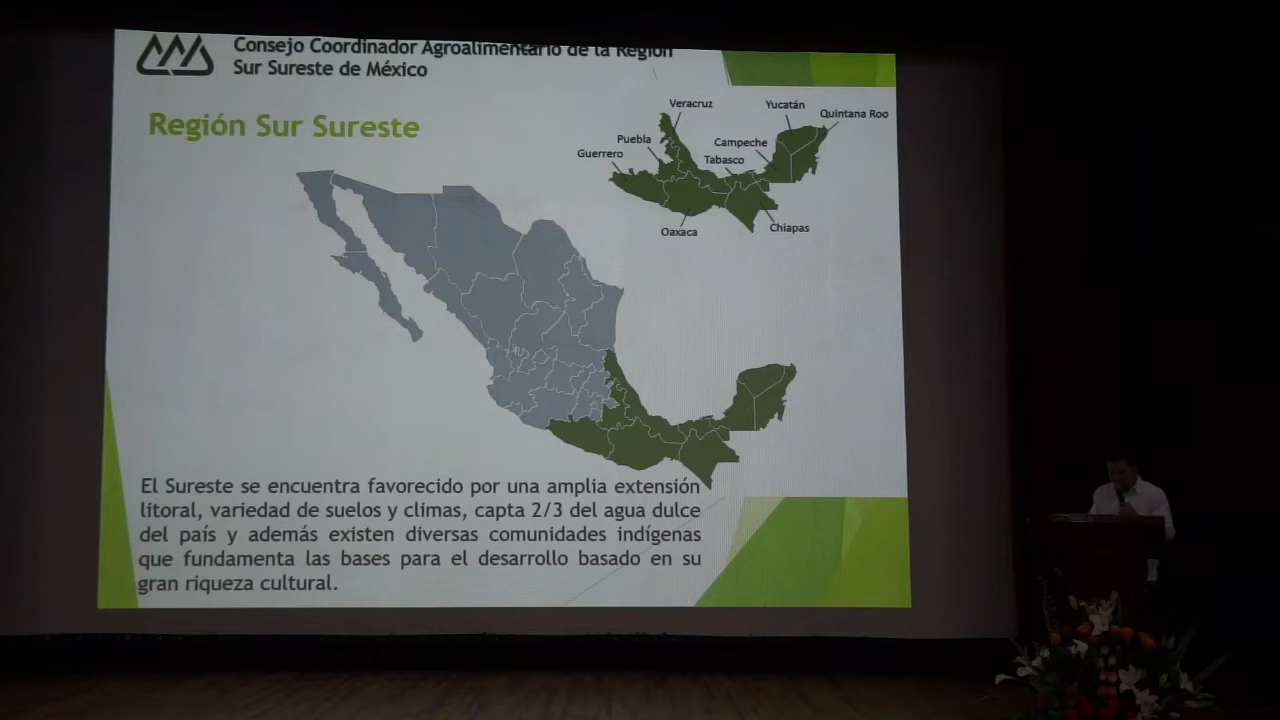 Consejo Coordinador Agroalimentario de la Región
Sur Sureste de México
Región Sur Sureste
Veracruz
Yucatán
Quintana Roo
Puebla
Campeche
Guerrero
Tabasco
Oaxaca
Chiapas
El Sureste se encuentra favorecido por una amplia extensión
litoral, variedad de suelos y climas, capta 2/3 del agua dulce
del país y además existen diversas comunidades indígenas
que fundamenta las bases para el desarrollo basado en su
gran riqueza cultural.